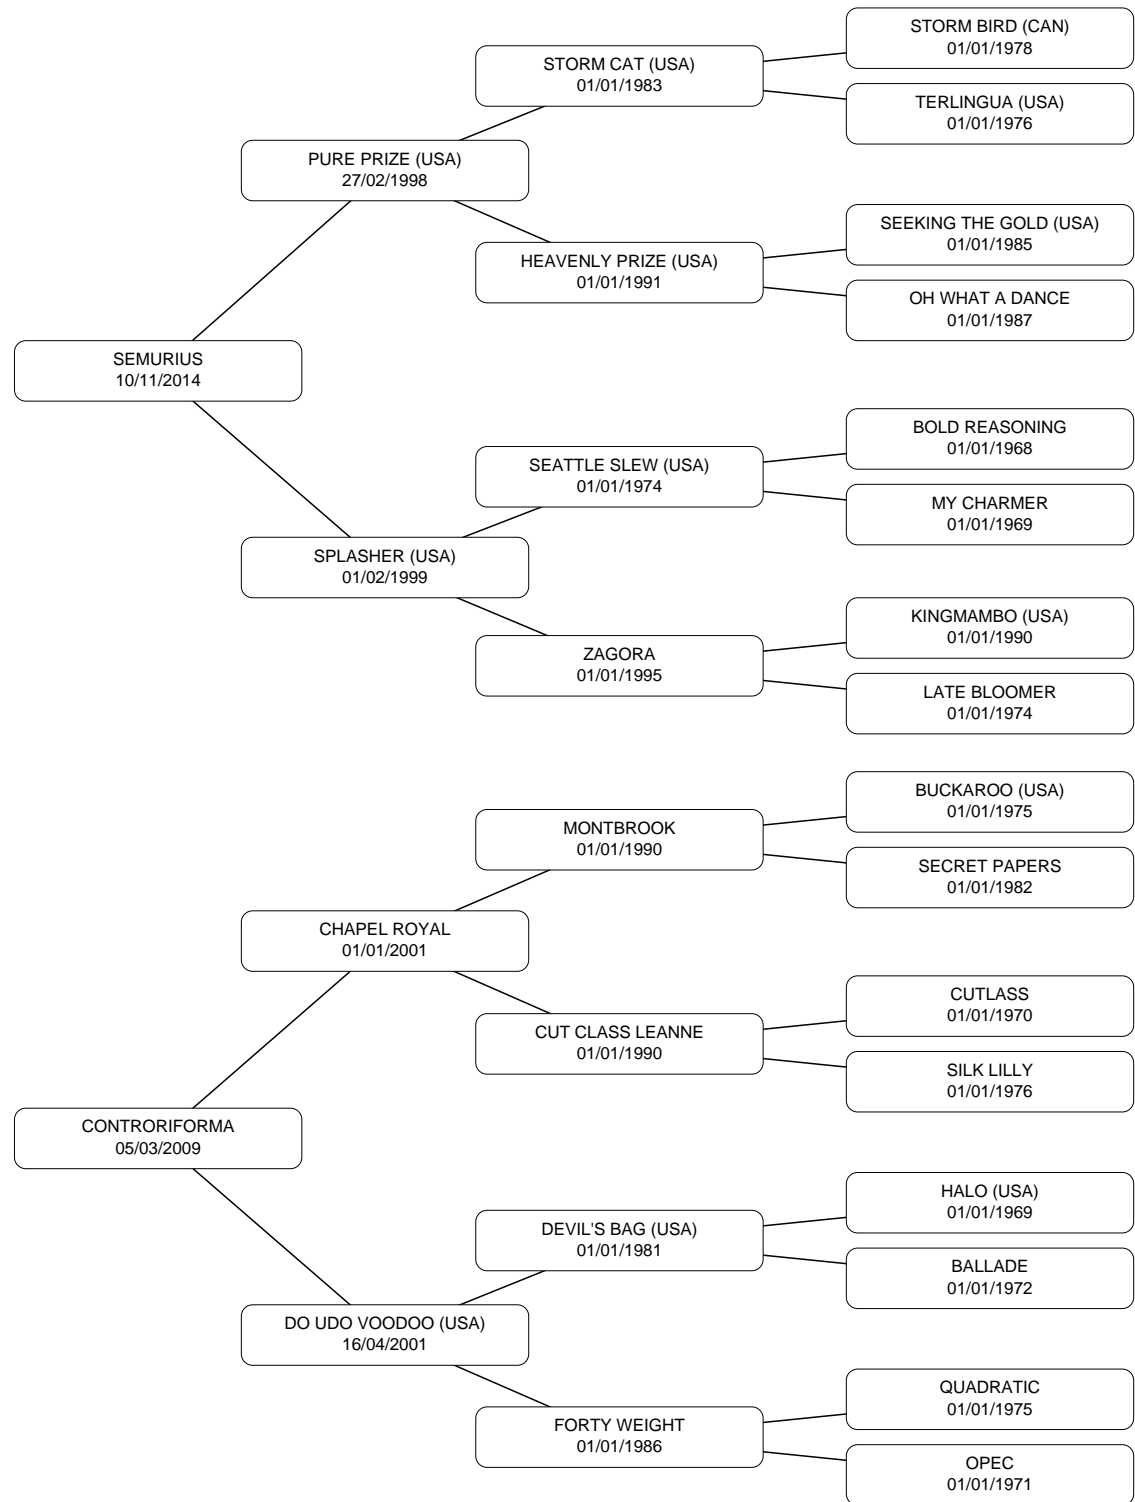 STORM BIRD (CAN)
01/01/1978
STORM CAT (USA)
01/01/1983
TERLINGUA (USA)
01/01/1976
PURE PRIZE (USA)
27/02/1998
SEEKING THE GOLD (USA)
01/01/1985
HEAVENLY PRIZE (USA)
01/01/1991
OH WHAT A DANCE
01/01/1987
SEMURIUS
10/11/2014
BOLD REASONING
01/01/1968
SEATTLE SLEW (USA)
01/01/1974
MY CHARMER
01/01/1969
SPLASHER (USA)
01/02/1999
KINGMAMBO (USA)
01/01/1990
ZAGORA
01/01/1995
LATE BLOOMER
01/01/1974
BUCKAROO (USA)
01/01/1975
MONTBROOK
01/01/1990
SECRET PAPERS
01/01/1982
CHAPEL ROYAL
01/01/2001
CUTLASS
01/01/1970
CUT CLASS LEANNE
01/01/1990
SILK LILLY
01/01/1976
CONTRORIFORMA
05/03/2009
HALO (USA)
01/01/1969
DEVIL'S BAG (USA)
01/01/1981
BALLADE
01/01/1972
DO UDO VOODOO (USA)
16/04/2001
QUADRATIC
01/01/1975
FORTY WEIGHT
01/01/1986
OPEC
01/01/1971